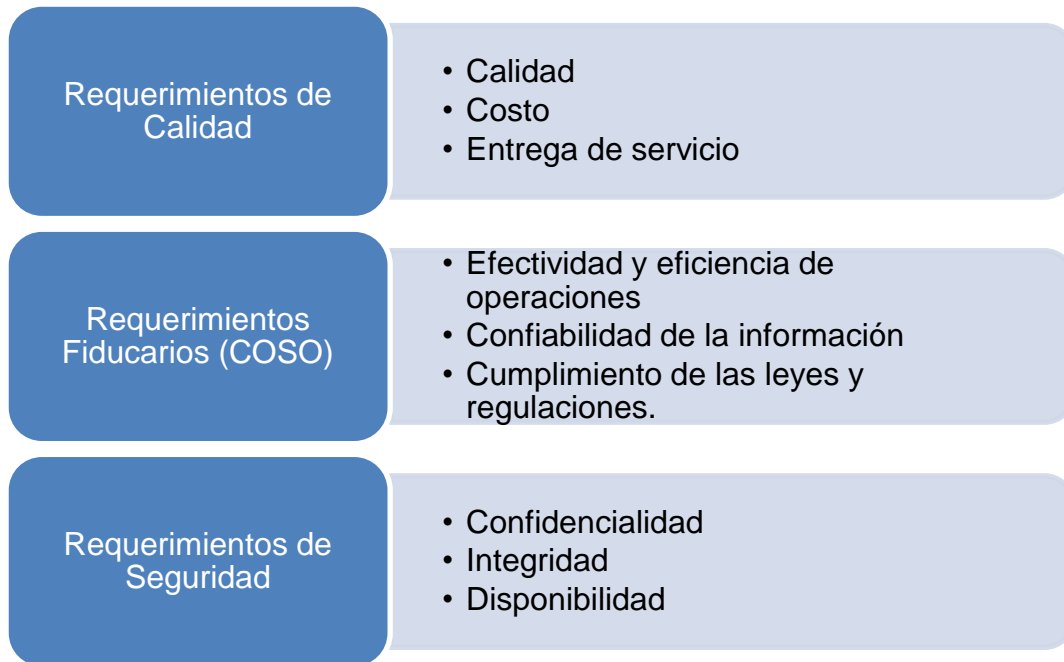 Requerimientos de
Calidad
• Calidad
• Costo
• Entrega de servicio
Requerimientos
Fiducarios (COSO)
• Efectividad y eficiencia de
operaciones
• Confiabilidad de la información
• Cumplimiento de las leyes y
regulaciones.
Requerimientos de
Seguridad
• Confidencialidad
• Integridad
• Disponibilidad